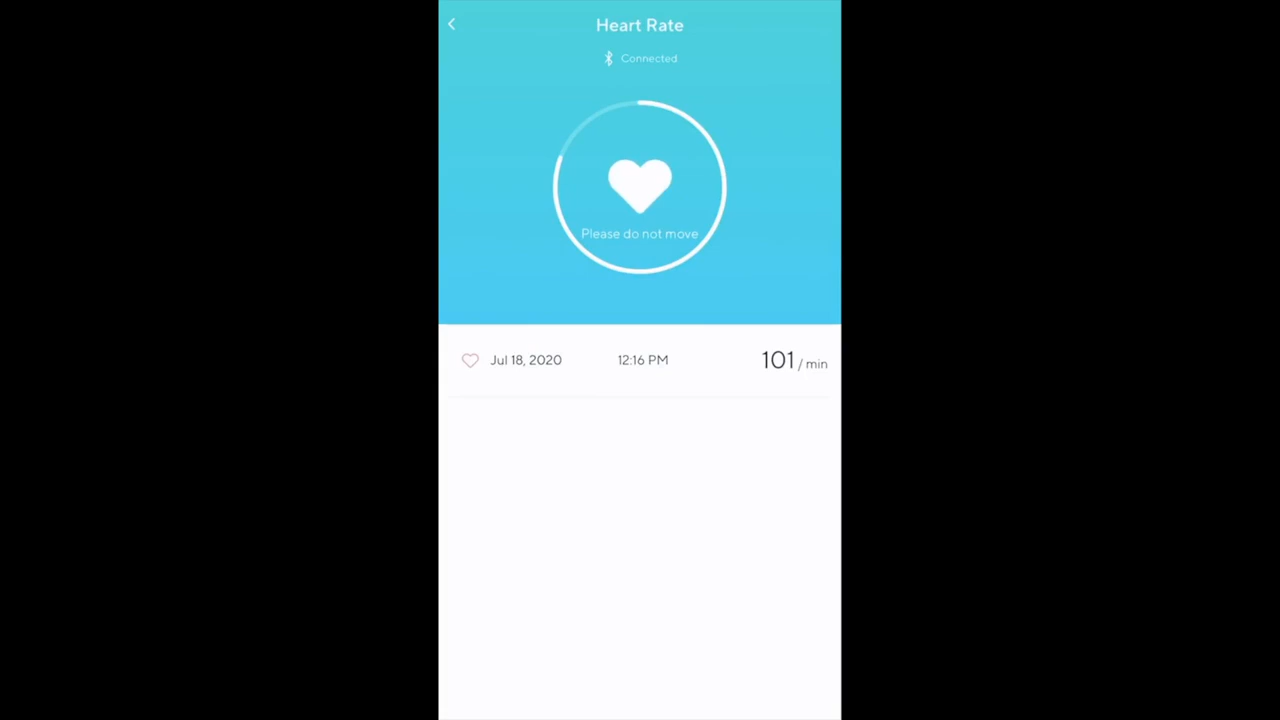 Heart Rate
Connected
Please do not move
Jul 18, 2020 12:16 PM 101 / min